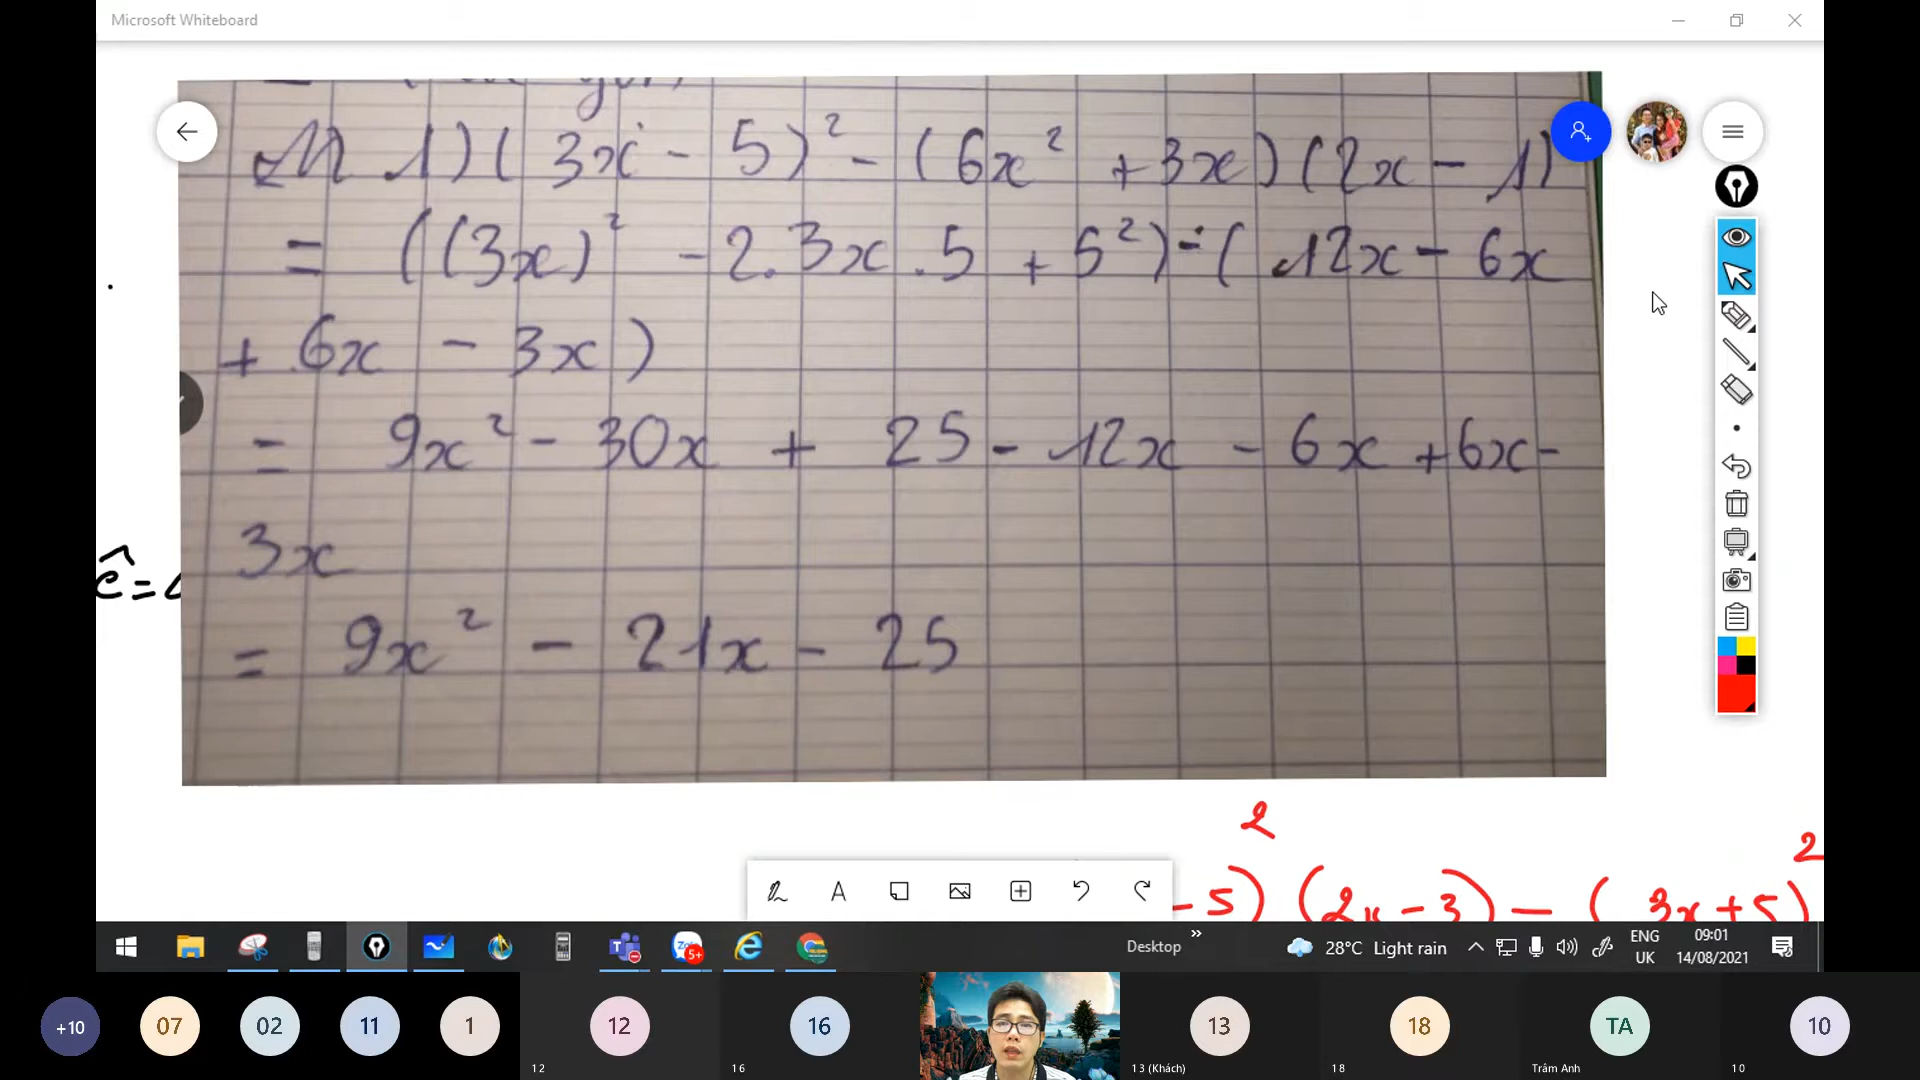 Microsoft Whiteboard
1) (3x - 5)² - (6x² + 3x)(2x - 1)
= ((3x)² - 2.3x.5 + 5²) - (12x - 6x
+ 6x - 3x)
= 9x² - 30x + 25 - 12x - 6x + 6x -
3x
ê =
= 9x² - 21x - 25
- 5)² (2x - 3) - (3x + 5)²
Desktop
28°C Light rain
ENG
UK
09:01
14/08/2021
5+
+10
07
02
11
1
12
16
13
18
TA
10
12
16
13 (Khách)
18
Trâm Anh
10